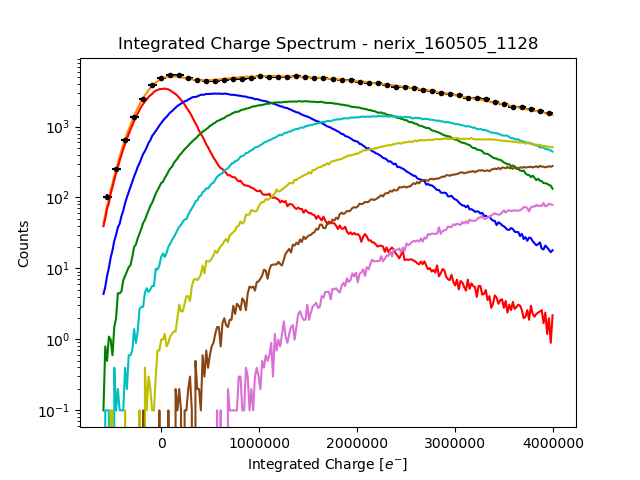 Integrated Charge Spectrum - nerix_160505_1128
Counts
10³
10²
10¹
10⁰
10⁻¹
0 1000000 2000000 3000000 4000000
Integrated Charge [e⁻]